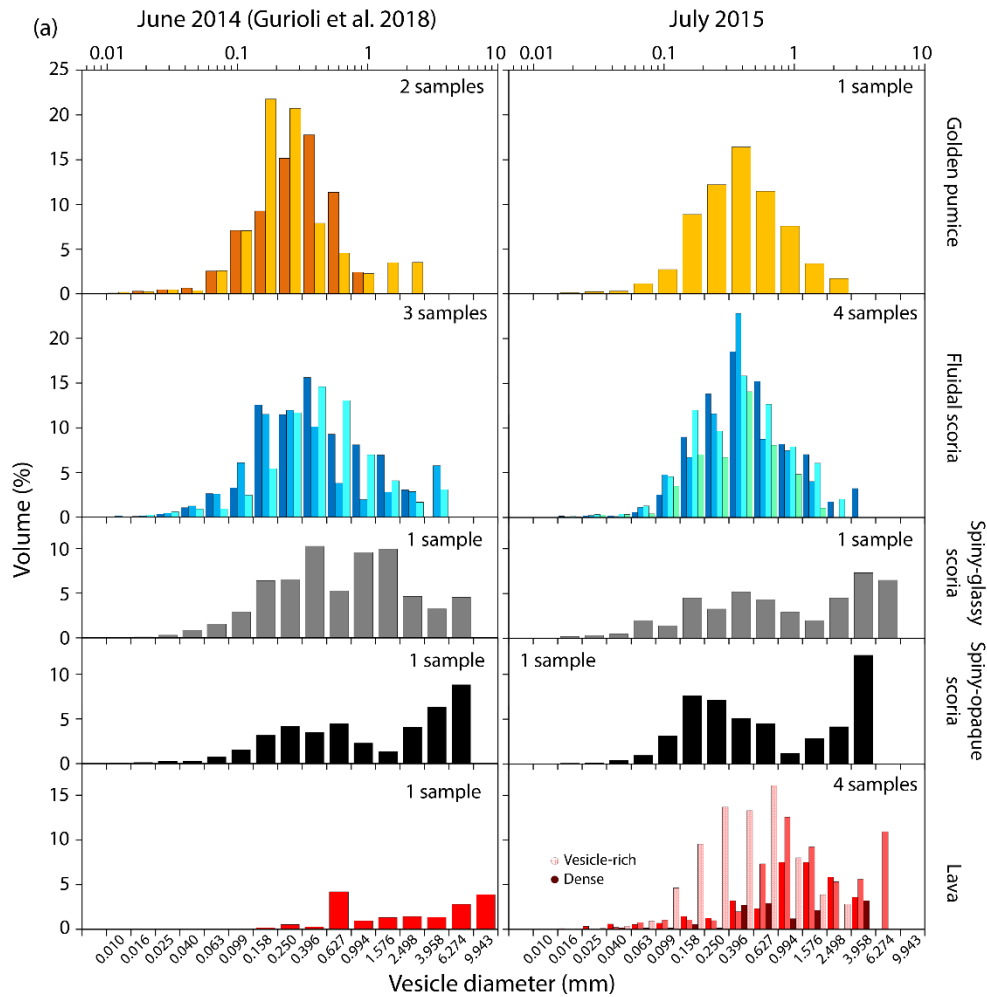 (a)
June 2014 (Gurioli et al. 2018)
July 2015
0.01 0.1 1 10
0.01 0.1 1 10
25
20
15
10
5
0
2 samples
1 sample
Golden pumice
20
15
10
5
0
3 samples
4 samples
Fluidal scoria
Volume (%)
10
5
0
1 sample
1 sample
Spiny-glassy
scoria
10
5
0
1 sample
1 sample
Spiny-opaque
scoria
15
10
5
0
1 sample
4 samples
Vesicle-rich
Dense
Lava
0.010 0.016 0.025 0.040 0.063 0.099 0.158 0.250 0.396 0.627 0.994 1.576 2.498 3.958 6.274 9.943
0.010 0.016 0.025 0.040 0.063 0.099 0.158 0.250 0.396 0.627 0.994 1.576 2.498 3.958 6.274 9.943
Vesicle diameter (mm)